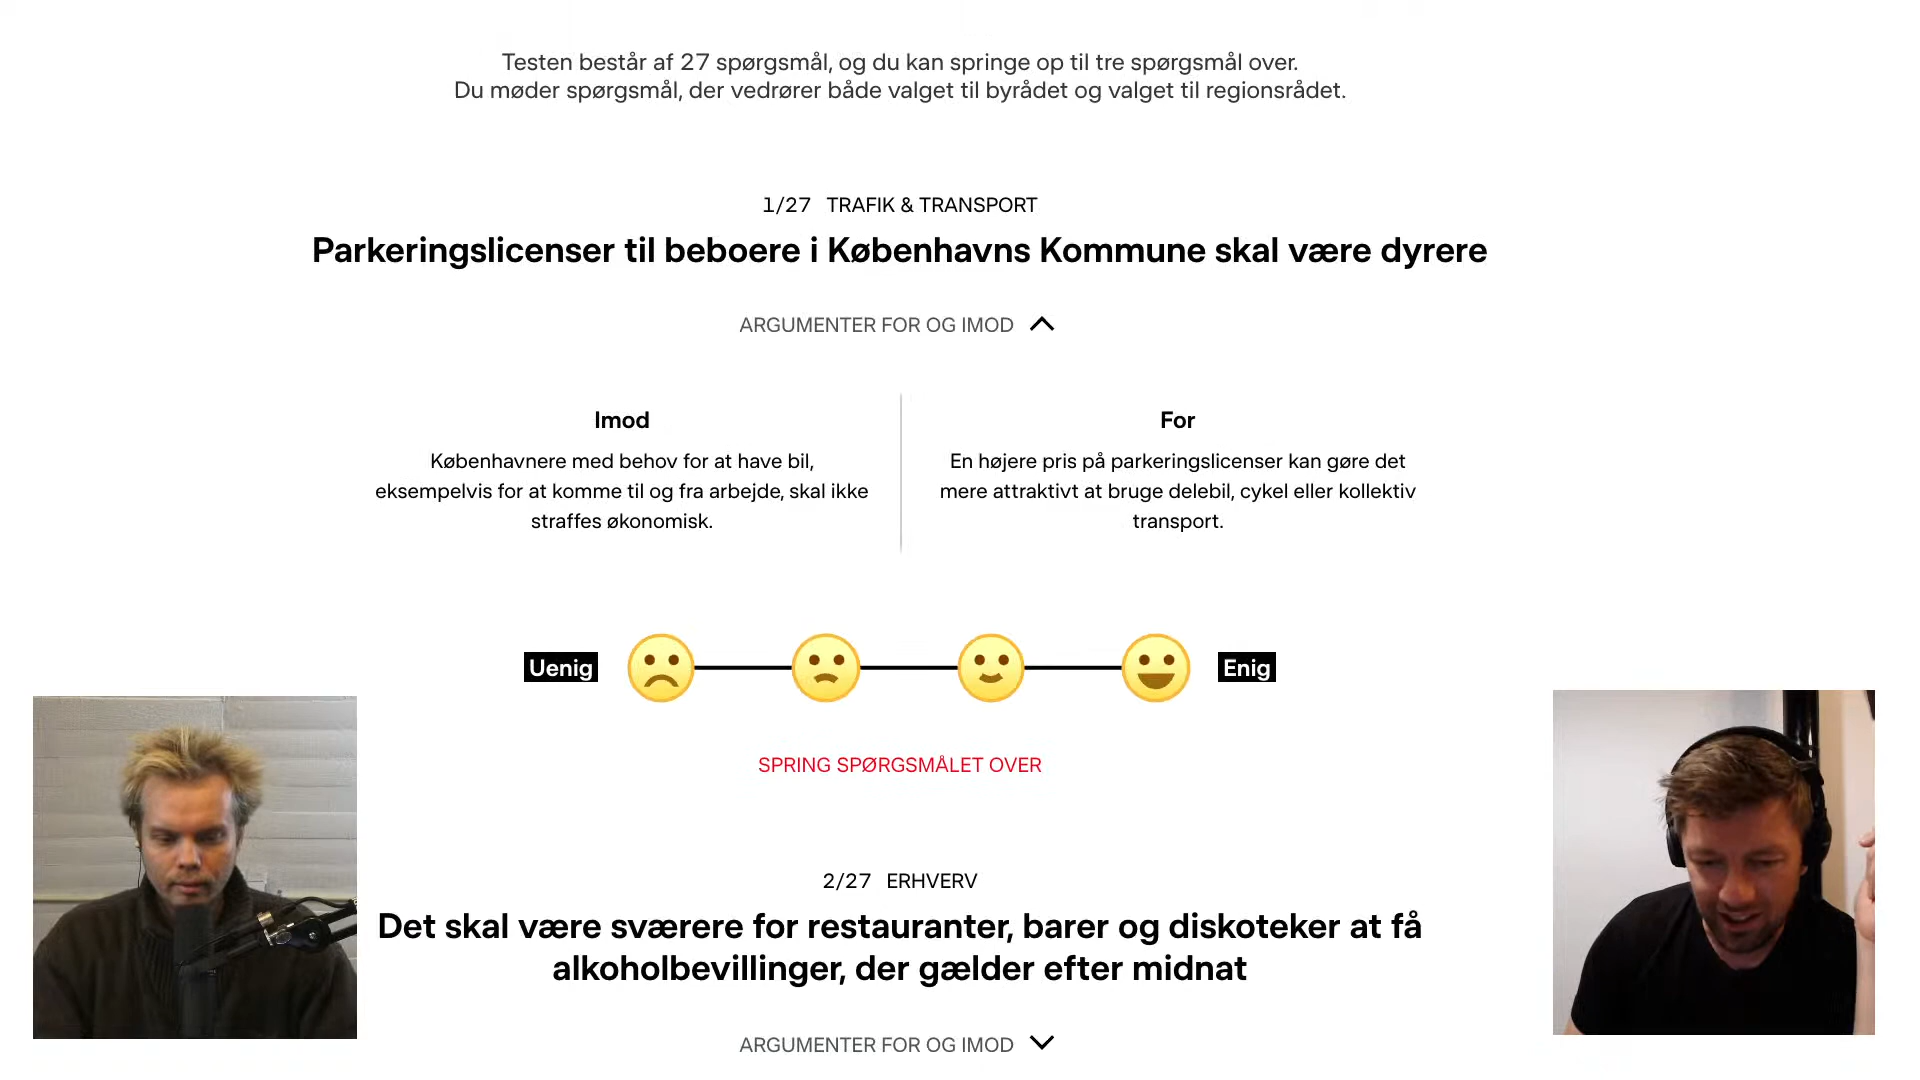 Testen består af 27 spørgsmål, og du kan springe op til tre spørgsmål over.
Du møder spørgsmål, der vedrører både valget til byrådet og valget til regionsrådet.
1/27 TRAFIK & TRANSPORT
Parkeringslicenser til beboere i Københavns Kommune skal være dyrere
ARGUMENTER FOR OG IMOD
Imod
Københavnere med behov for at have bil,
eksempelvis for at komme til og fra arbejde, skal ikke
straffes økonomisk.
For
En højere pris på parkeringslicenser kan gøre det
mere attraktivt at bruge delebil, cykel eller kollektiv
transport.
Uenig
Enig
SPRING SPØRGSMÅLET OVER
2/27 ERHVERV
Det skal være sværere for restauranter, barer og diskoteker at få
alkoholbevillinger, der gælder efter midnat
ARGUMENTER FOR OG IMOD